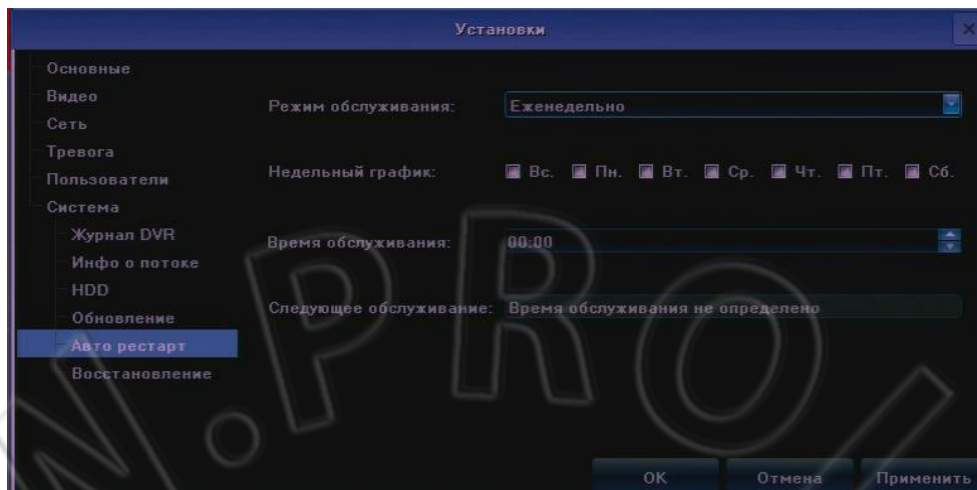 Установки
Основные
Видео
Сеть
Тревога
Пользователи
Система
Журнал DVR
Инфо о потоке
HDD
Обновление
Авто рестарт
Восстановление
Режим обслуживания: Еженедельно
Недельный график: Вс. Пн. Вт. Ср. Чт. Пт. Сб.
Время обслуживания: 00:00
Следующее обслуживание: Время обслуживания не определено
OK Отмена Применить